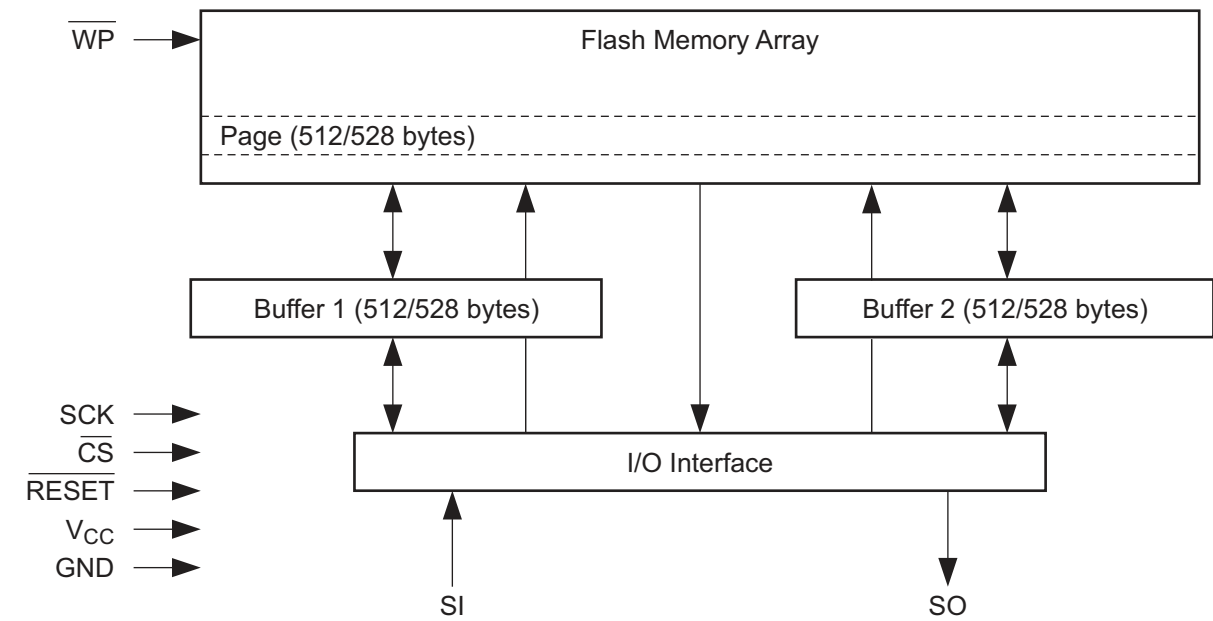 WP
Flash Memory Array
Page (512/528 bytes)
Buffer 1 (512/528 bytes)
Buffer 2 (512/528 bytes)
SCK
CS
RESET
VCC
GND
I/O Interface
SI
SO